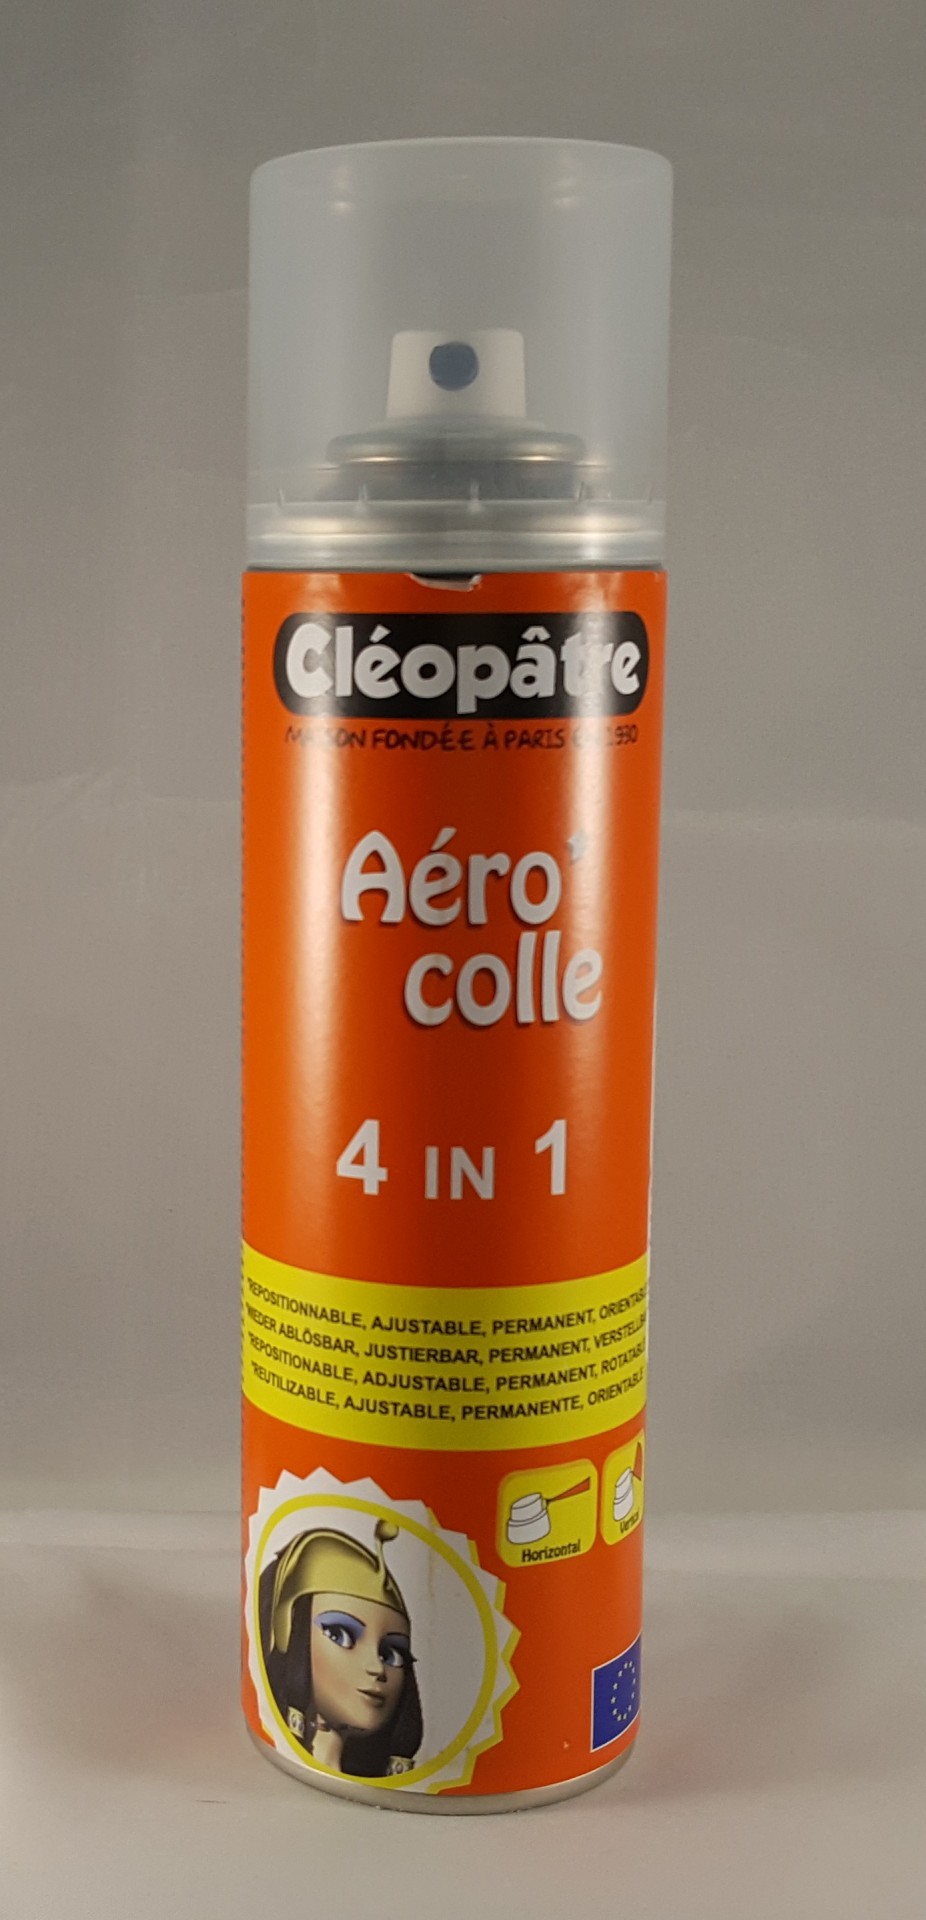 Cléopâtre
MAISON FONDÉE À PARIS EN 1930
Aéro'
colle
4 IN 1
*REPOSITIONNABLE, AJUSTABLE, PERMANENT, ORIENTABLE
*WIEDER ABLÖSBAR, JUSTIERBAR, PERMANENT,
*REPOSITIONABLE, ADJUSTABLE, PERMANENT, ROTATABLE
*REUTILIZABLE, AJUSTABLE, PERMANENTE, ORIENTABLE
Horizontal
Vertical